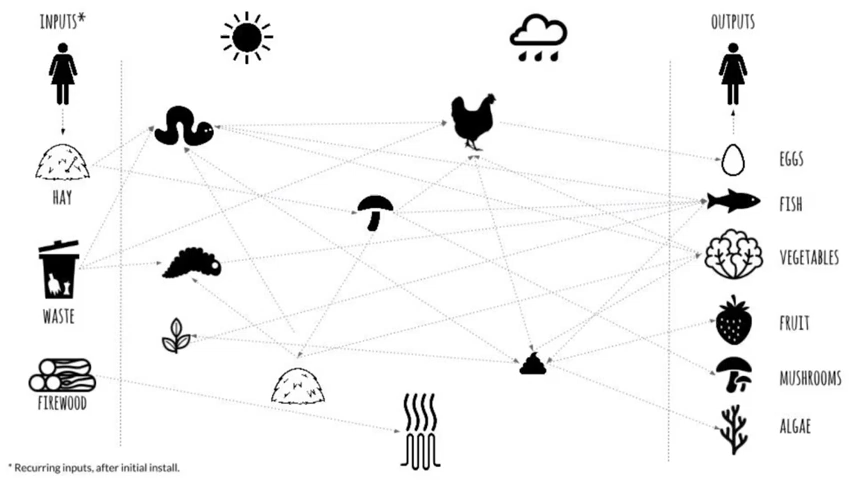 INPUTS*
OUTPUTS
HAY
WASTE
FIREWOOD
EGGS
FISH
VEGETABLES
FRUIT
MUSHROOMS
ALGAE
* Recurring inputs, after initial install.